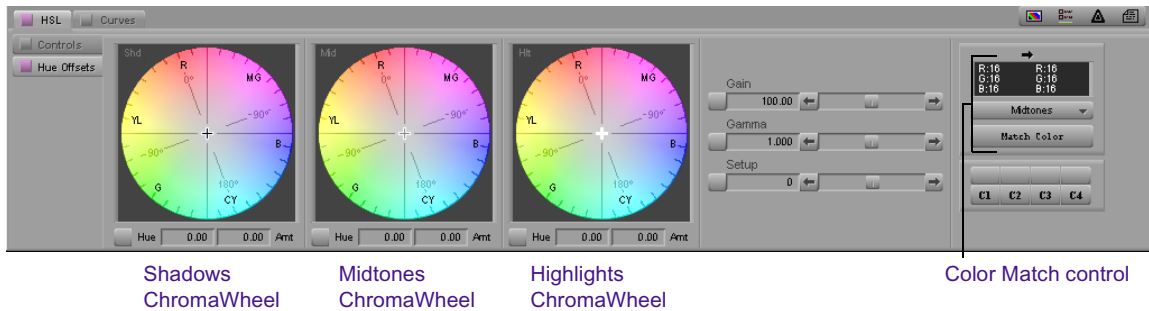 HSL Curves
Controls
Hue Offsets
Shd
R
0°
MG
-90°
YL
B
-90°
G
180°
CY
Hue 0.00 0.00 Amt
Mid
R
0°
MG
-90°
YL
B
-90°
G
180°
CY
Hue 0.00 0.00 Amt
Hlt
R
0°
MG
-90°
YL
B
-90°
G
180°
CY
Hue 0.00 0.00 Amt
Gain
100.00
Gamma
1.000
Setup
0
R:16 R:16
G:16 G:16
B:16 B:16
Midtones
Match Color
C1 C2 C3 C4
Shadows
ChromaWheel
Midtones
ChromaWheel
Highlights
ChromaWheel
Color Match control